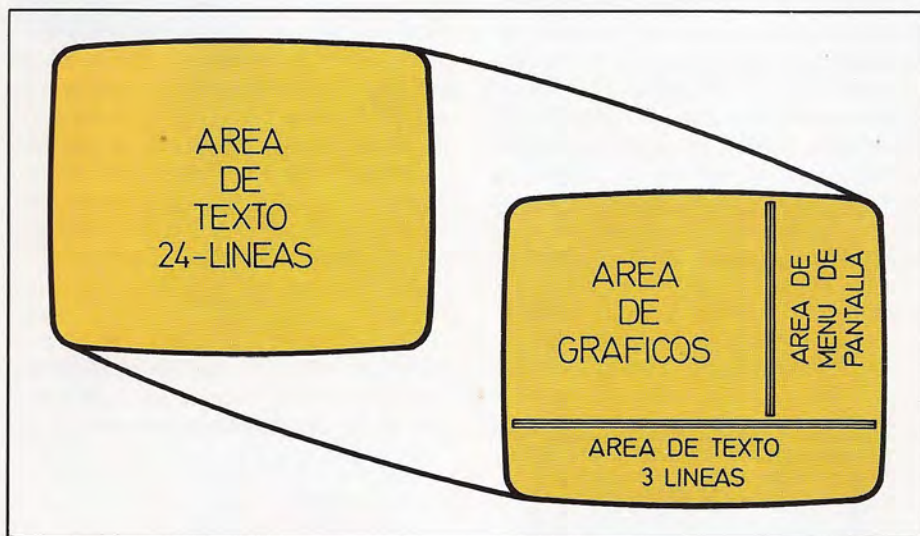 AREA
DE
TEXTO
24-LINEAS
AREA
DE
GRAFICOS
AREA DE
MENU DE
PANTALLA
AREA DE TEXTO
3 LINEAS